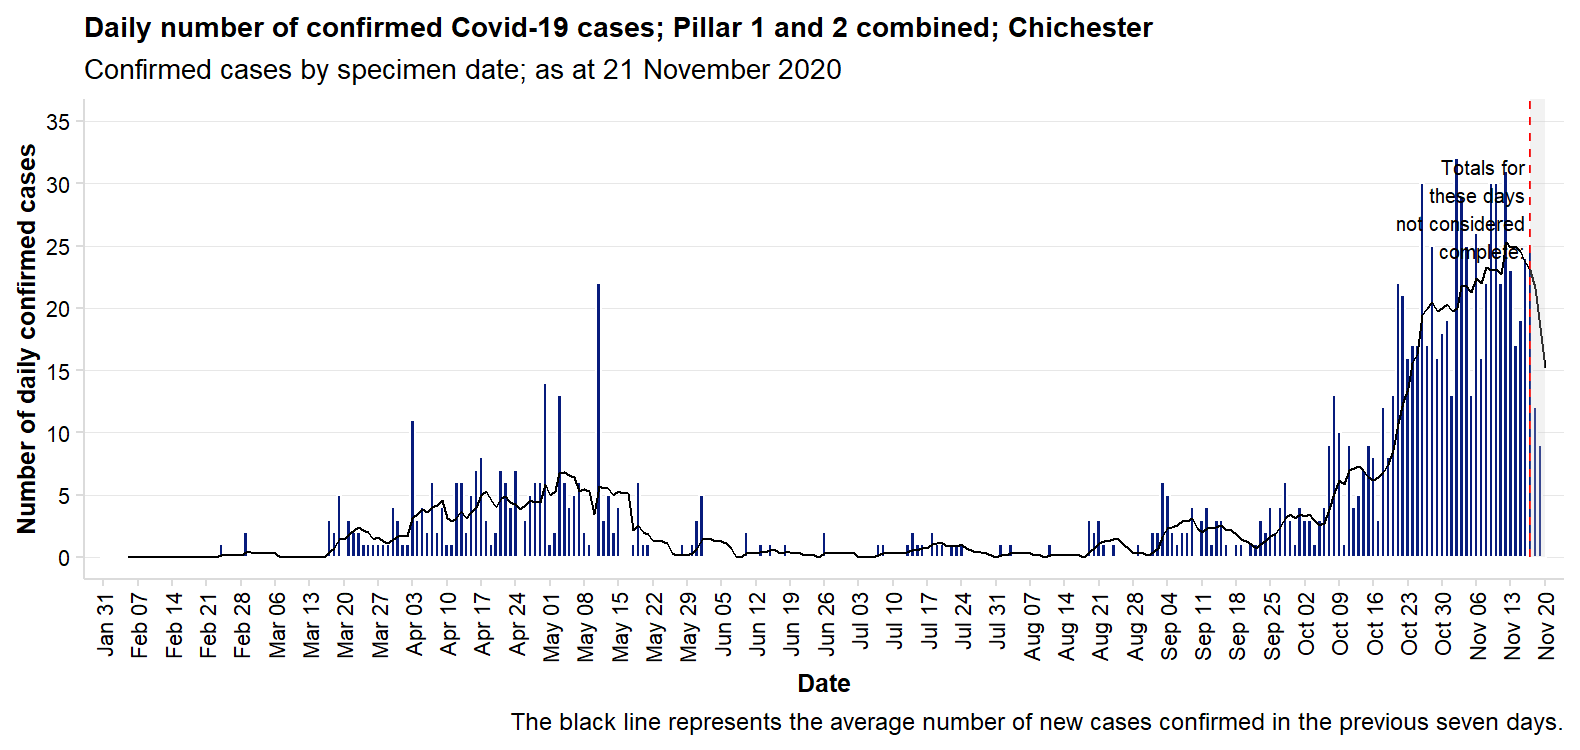 Daily number of confirmed Covid-19 cases; Pillar 1 and 2 combined; Chichester
Confirmed cases by specimen date; as at 21 November 2020
Number of daily confirmed cases
35
30
25
20
15
10
5
0
Totals for
these days
not considered
complete.
Jan 31
Feb 07
Feb 14
Feb 21
Feb 28
Mar 06
Mar 13
Mar 20
Mar 27
Apr 03
Apr 10
Apr 17
Apr 24
May 01
May 08
May 15
May 22
May 29
Jun 05
Jun 12
Jun 19
Jun 26
Jul 03
Jul 10
Jul 17
Jul 24
Jul 31
Aug 07
Aug 14
Aug 21
Aug 28
Sep 04
Sep 11
Sep 18
Sep 25
Oct 02
Oct 09
Oct 16
Oct 23
Oct 30
Nov 06
Nov 13
Nov 20
Date
The black line represents the average number of new cases confirmed in the previous seven days.